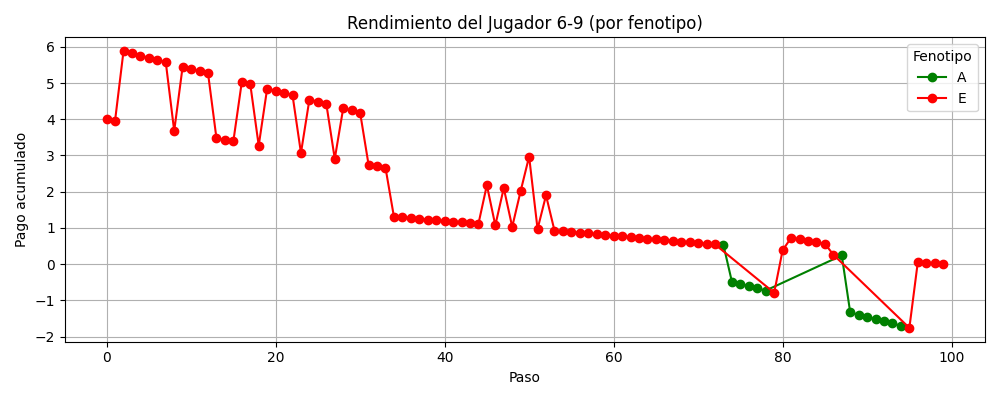 Rendimiento del Jugador 6-9 (por fenotipo)
Pago acumulado
6
5
4
3
2
1
0
−1
−2
Fenotipo
A
E
0
20
40
60
80
100
Paso